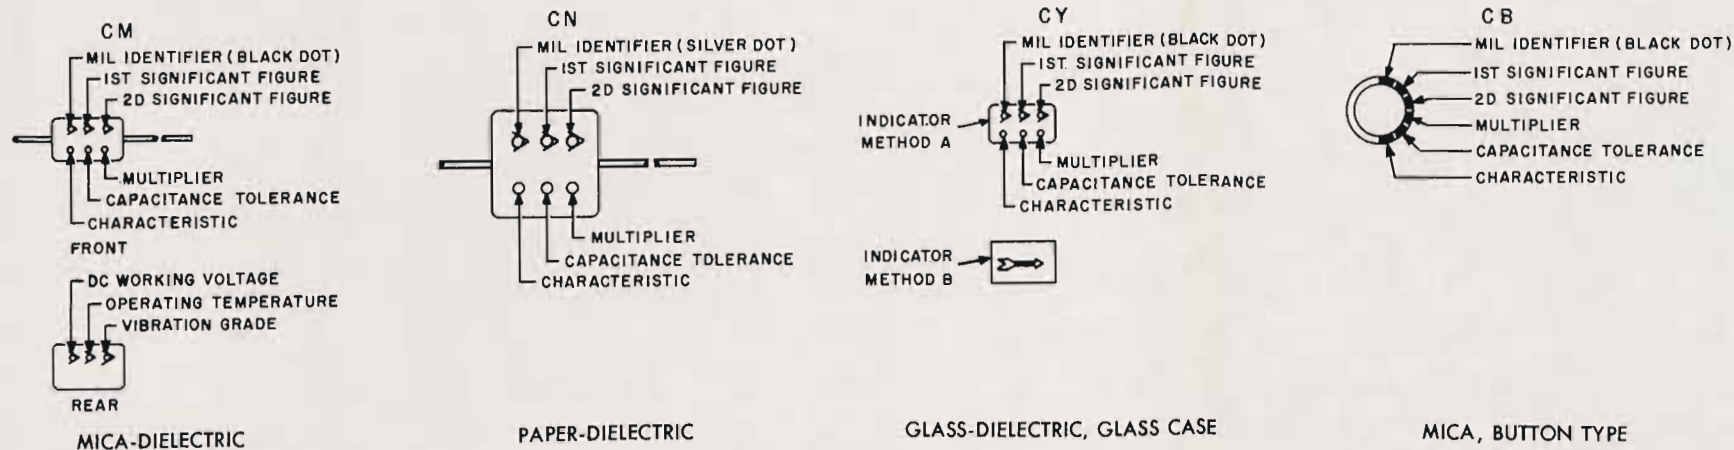 CM
MIL IDENTIFIER (BLACK DOT)
1ST SIGNIFICANT FIGURE
2D SIGNIFICANT FIGURE
MULTIPLIER
CAPACITANCE TOLERANCE
CHARACTERISTIC
FRONT
DC WORKING VOLTAGE
OPERATING TEMPERATURE
VIBRATION GRADE
REAR
MICA-DIELECTRIC
CN
MIL IDENTIFIER (SILVER DOT)
1ST SIGNIFICANT FIGURE
2D SIGNIFICANT FIGURE
MULTIPLIER
CAPACITANCE TOLERANCE
CHARACTERISTIC
PAPER-DIELECTRIC
CY
MIL IDENTIFIER (BLACK DOT)
1ST SIGNIFICANT FIGURE
2D SIGNIFICANT FIGURE
INDICATOR
METHOD A
MULTIPLIER
CAPACITANCE TOLERANCE
CHARACTERISTIC
INDICATOR
METHOD B
GLASS-DIELECTRIC, GLASS CASE
CB
MIL IDENTIFIER (BLACK DOT)
1ST SIGNIFICANT FIGURE
2D SIGNIFICANT FIGURE
MULTIPLIER
CAPACITANCE TOLERANCE
CHARACTERISTIC
MICA, BUTTON TYPE